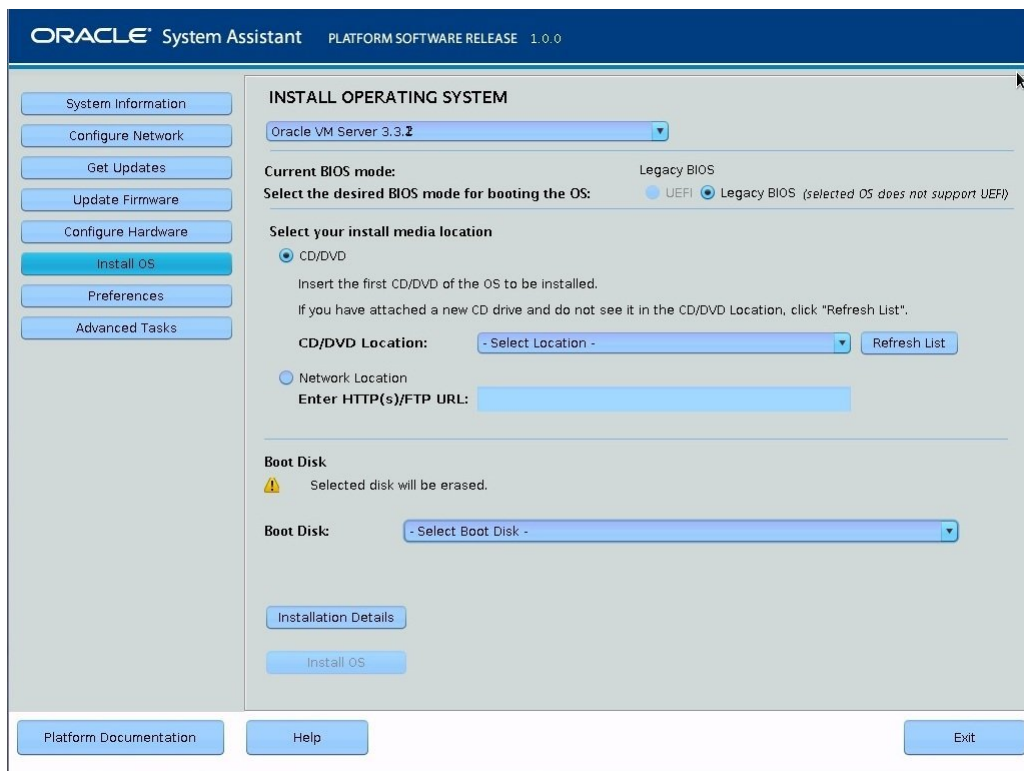 ORACLE System Assistant PLATFORM SOFTWARE RELEASE 1.0.0
System Information
Configure Network
Get Updates
Update Firmware
Configure Hardware
Install OS
Preferences
Advanced Tasks
INSTALL OPERATING SYSTEM
Oracle VM Server 3.3.2
Current BIOS mode: Legacy BIOS
Select the desired BIOS mode for booting the OS: UEFI Legacy BIOS (selected OS does not support UEFI)
Select your install media location
CD/DVD
Insert the first CD/DVD of the OS to be installed.
If you have attached a new CD drive and do not see it in the CD/DVD Location, click "Refresh List".
CD/DVD Location: - Select Location - Refresh List
Network Location
Enter HTTP(s)/FTP URL:
Boot Disk
Selected disk will be erased.
Boot Disk: - Select Boot Disk -
Installation Details
Install OS
Platform Documentation Help Exit